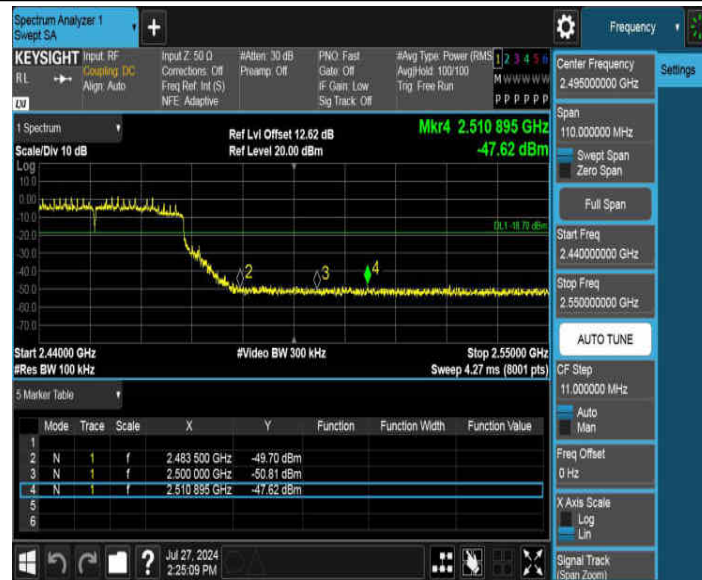 Spectrum Analyzer 1
Swept SA
Frequency
KEYSIGHT
RL
LXI
Input: RF
Coupling: DC
Align: Auto
Input Z: 50 Ω
Corrections: Off
Freq Ref: Int (S)
NFE: Adaptive
#Atten: 30 dB
Preamp: Off
PNO: Fast
Gate: Off
IF Gain: Low
Sig Track: Off
#Avg Type: Power (RMS
Avg|Hold: 100/100
Trig: Free Run
1 2 3 4 5 6
M W W W W W
P P P P P P
Settings
1 Spectrum
Scale/Div 10 dB
Ref Lvl Offset 12.62 dB
Ref Level 20.00 dBm
Mkr4 2.510 895 GHz
-47.62 dBm
Log
10.0
0.00
-10.0
-20.0
-30.0
-40.0
-50.0
-60.0
-70.0
DL1 -18.70 dBm
2
3
4
Start 2.44000 GHz
#Res BW 100 kHz
#Video BW 300 kHz
Stop 2.55000 GHz
Sweep 4.27 ms (8001 pts)
5 Marker Table
Mode Trace Scale X Y Function Function Width Function Value
1
2 N 1 f 2.483 500 GHz -49.70 dBm
3 N 1 f 2.500 000 GHz -50.81 dBm
4 N 1 f 2.510 895 GHz -47.62 dBm
5
6
Jul 27, 2024
2:25:09 PM
Center Frequency
2.495000000 GHz
Span
110.000000 MHz
Swept Span
Zero Span
Full Span
Start Freq
2.440000000 GHz
Stop Freq
2.550000000 GHz
AUTO TUNE
CF Step
11.000000 MHz
Auto
Man
Freq Offset
0 Hz
X Axis Scale
Log
Lin
Signal Track
(Span Zoom)